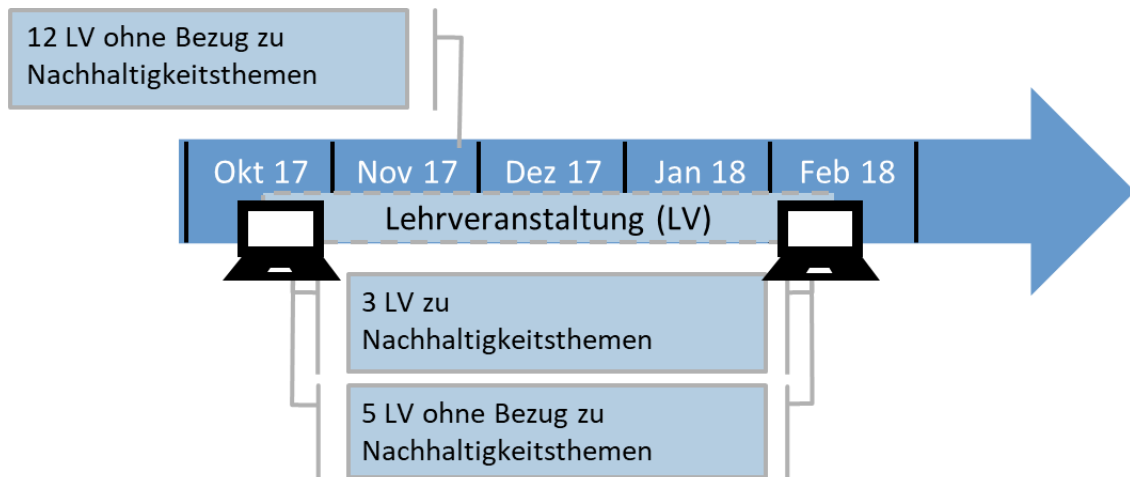 12 LV ohne Bezug zu
Nachhaltigkeitsthemen
Okt 17 Nov 17 Dez 17 Jan 18 Feb 18
Lehrveranstaltung (LV)
3 LV zu
Nachhaltigkeitsthemen
5 LV ohne Bezug zu
Nachhaltigkeitsthemen